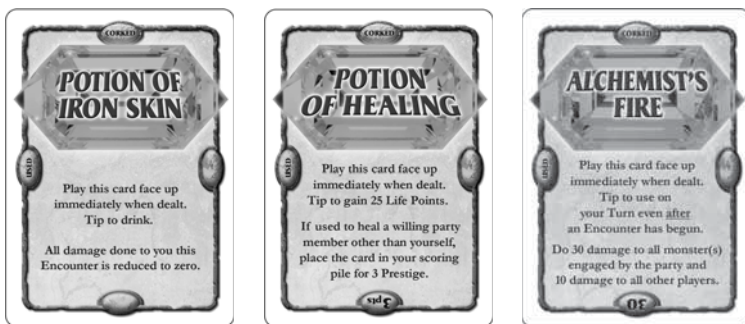 CORKED
POTION OF
IRON SKIN
USED
Play this card face up
immediately when dealt.
Tip to drink.
All damage done to you this
Encounter is reduced to zero.
CORKED
POTION
OF HEALING
USED
Play this card face up
immediately when dealt.
Tip to gain 25 Life Points.
If used to heal a willing party
member other than yourself,
place the card in your scoring
pile for 3 Prestige.
3 pts
CORKED
ALCHEMIST'S
FIRE
USED
Play this card face up
immediately when dealt.
Tip to use on
your Turn even after
an Encounter has begun.
Do 30 damage to all monster(s)
engaged by the party and
10 damage to all other players.
30